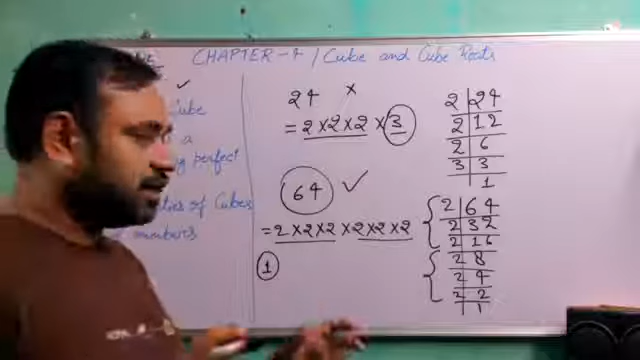 CHAPTER-7 / Cube and Cube Roots
✓
Cube
a
perfect
of Cubes
numbers
24 ×
= 2 × 2 × 2 × 3
64 ✓
= 2 × 2 × 2 × 2 × 2 × 2
1
2 | 24
2 | 12
2 | 6
3 | 3
1
2 | 64
2 | 32
2 | 16
2 | 8
2 | 4
2 | 2
1